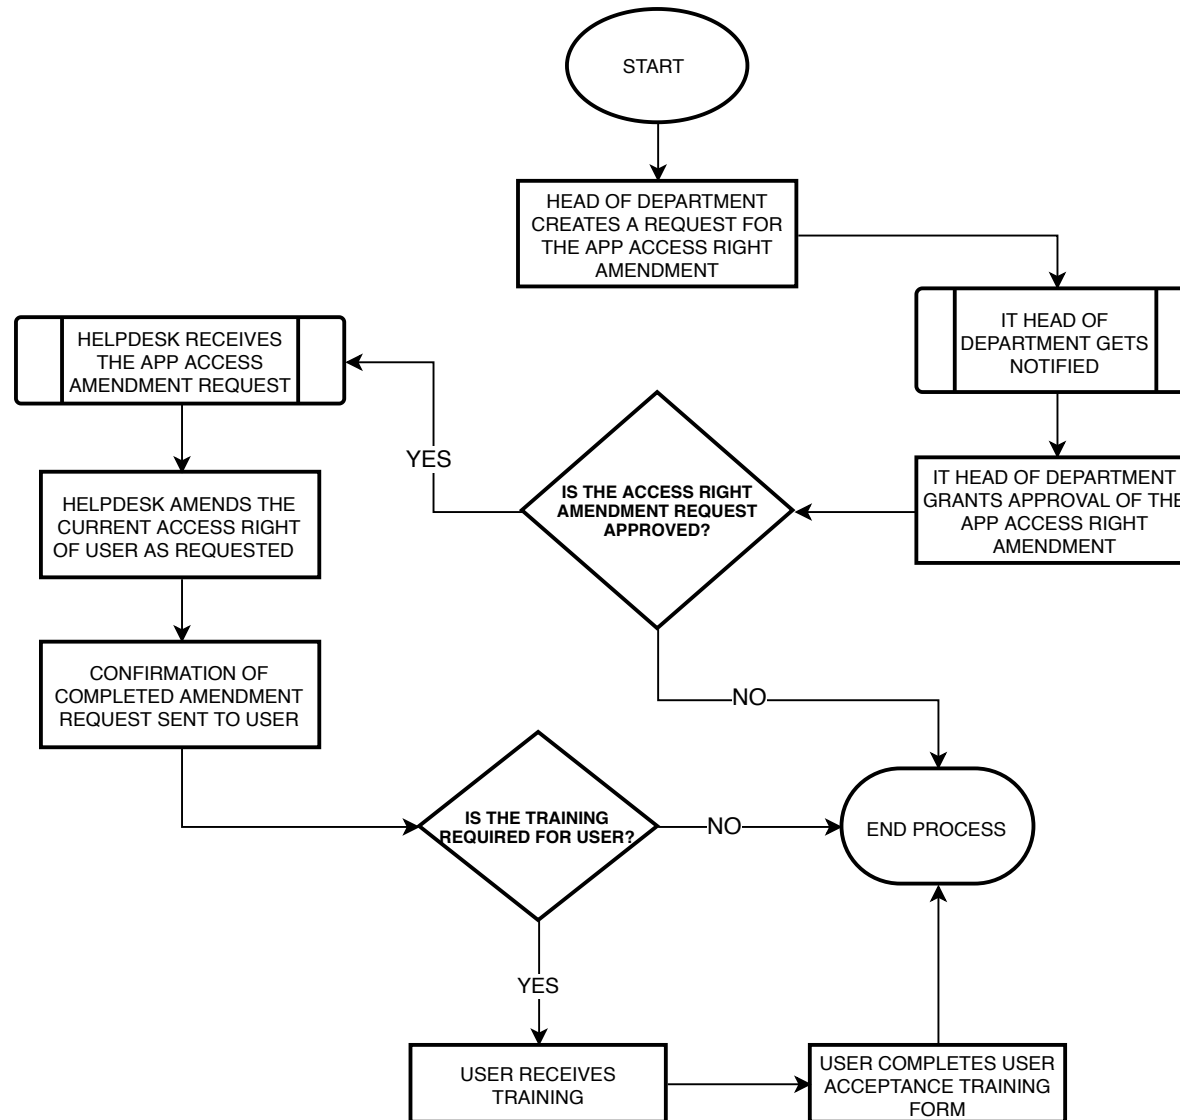 START
HEAD OF DEPARTMENT
CREATES A REQUEST FOR
THE APP ACCESS RIGHT
AMENDMENT
IT HEAD OF
DEPARTMENT GETS
NOTIFIED
HELPDESK RECEIVES
THE APP ACCESS
AMENDMENT REQUEST
YES
IS THE ACCESS RIGHT
AMENDMENT REQUEST
APPROVED?
IT HEAD OF DEPARTMENT
GRANTS APPROVAL OF THE
APP ACCESS RIGHT
AMENDMENT
HELPDESK AMENDS THE
CURRENT ACCESS RIGHT
OF USER AS REQUESTED
CONFIRMATION OF
COMPLETED AMENDMENT
REQUEST SENT TO USER
NO
IS THE TRAINING
REQUIRED FOR USER?
NO
END PROCESS
YES
USER RECEIVES
TRAINING
USER COMPLETES USER
ACCEPTANCE TRAINING
FORM